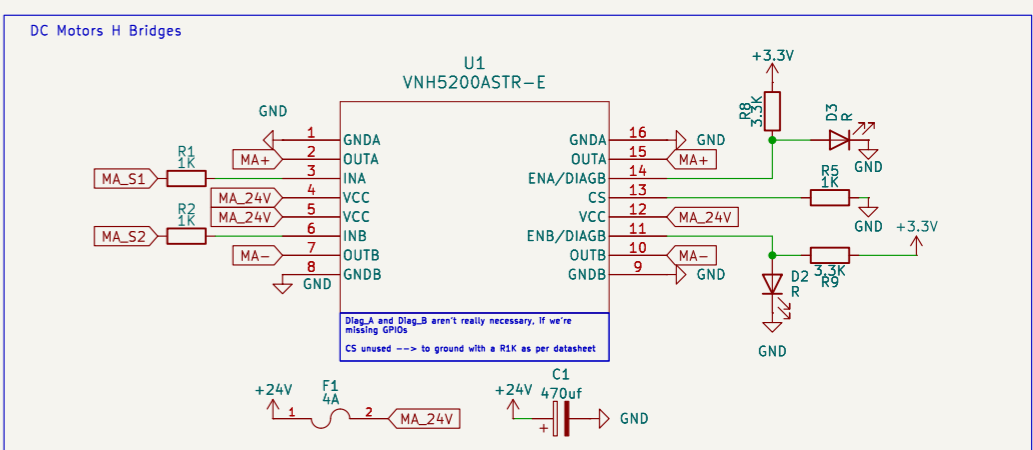 DC Motors H Bridges
U1
VNH5200ASTR-E
GND
1 GNDA
MA+ 2 OUTA
MA_S1 R1 1K 3 INA
MA_24V 4 VCC
MA_24V 5 VCC
MA_S2 R2 1K 6 INB
MA- 7 OUTB
8 GNDB
GND
GNDA 16 GND
OUTA 15 MA+
ENA/DIAGB 14
CS 13
VCC 12 MA_24V
ENB/DIAGB 11
OUTB 10 MA-
GNDB 9 GND
+3.3V
R8
3.3K
D3
R
GND
R5
1K
GND
+3.3V
3.3K
R9
D2
R
GND
Diag_A and Diag_B aren't really necessary, if we're
missing GPIOs
CS unused --> to ground with a R1K as per datasheet
+24V
F1
4A
1 2 MA_24V
+24V
C1
470uf
+
GND